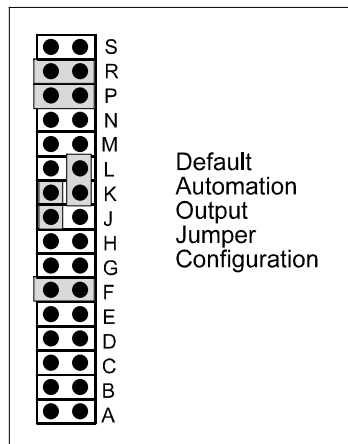 S
R
P
N
M
L
K
J
H
G
F
E
D
C
B
A
Default
Automation
Output
Jumper
Configuration